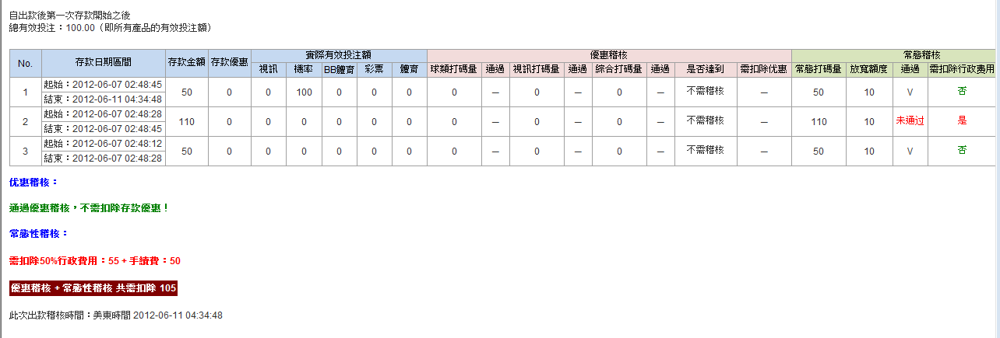 自出款後第一次存款開始之後
總有效投注：100.00（即所有產品的有效投注額）
No. 存款日期區間 存款金額 存款優惠 實際有效投注額 優惠稽核 常態稽核
視訊 機率 BB體育 彩票 體育 球類打碼量 通過 視訊打碼量 通過 綜合打碼量 通過 是否達到 需扣除优惠 常態打碼量 放寬額度 通過 需扣除行政費用
起始：2012-06-07 02:48:45
1 50 0 0 100 0 0 0 0 — 0 — 0 — 不需稽核 — 50 10 V 否
結束：2012-06-11 04:34:48
起始：2012-06-07 02:48:28
2 110 0 0 0 0 0 0 0 — 0 — 0 — 不需稽核 — 110 10 未通过 是
結束：2012-06-07 02:48:45
起始：2012-06-07 02:48:12
3 50 0 0 0 0 0 0 0 — 0 — 0 — 不需稽核 — 50 10 V 否
結束：2012-06-07 02:48:28
优惠稽核：
通過優惠稽核，不需扣除存款優惠！
常態性稽核：
需扣除50%行政費用：55 + 手續費：50
優惠稽核 + 常態性稽核 共需扣除 105
此次出款稽核時間：美東時間 2012-06-11 04:34:48